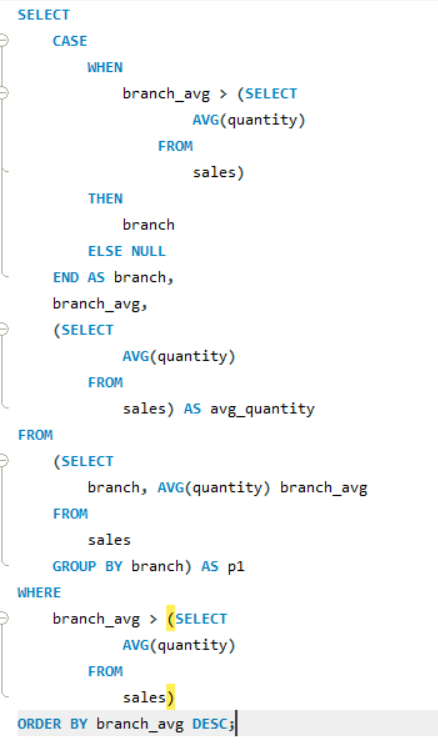 SELECT
CASE
WHEN
branch_avg > (SELECT
AVG(quantity)
FROM
sales)
THEN
branch
ELSE NULL
END AS branch,
branch_avg,
(SELECT
AVG(quantity)
FROM
sales) AS avg_quantity
FROM
(SELECT
branch, AVG(quantity) branch_avg
FROM
sales
GROUP BY branch) AS p1
WHERE
branch_avg > (SELECT
AVG(quantity)
FROM
sales)
ORDER BY branch_avg DESC;